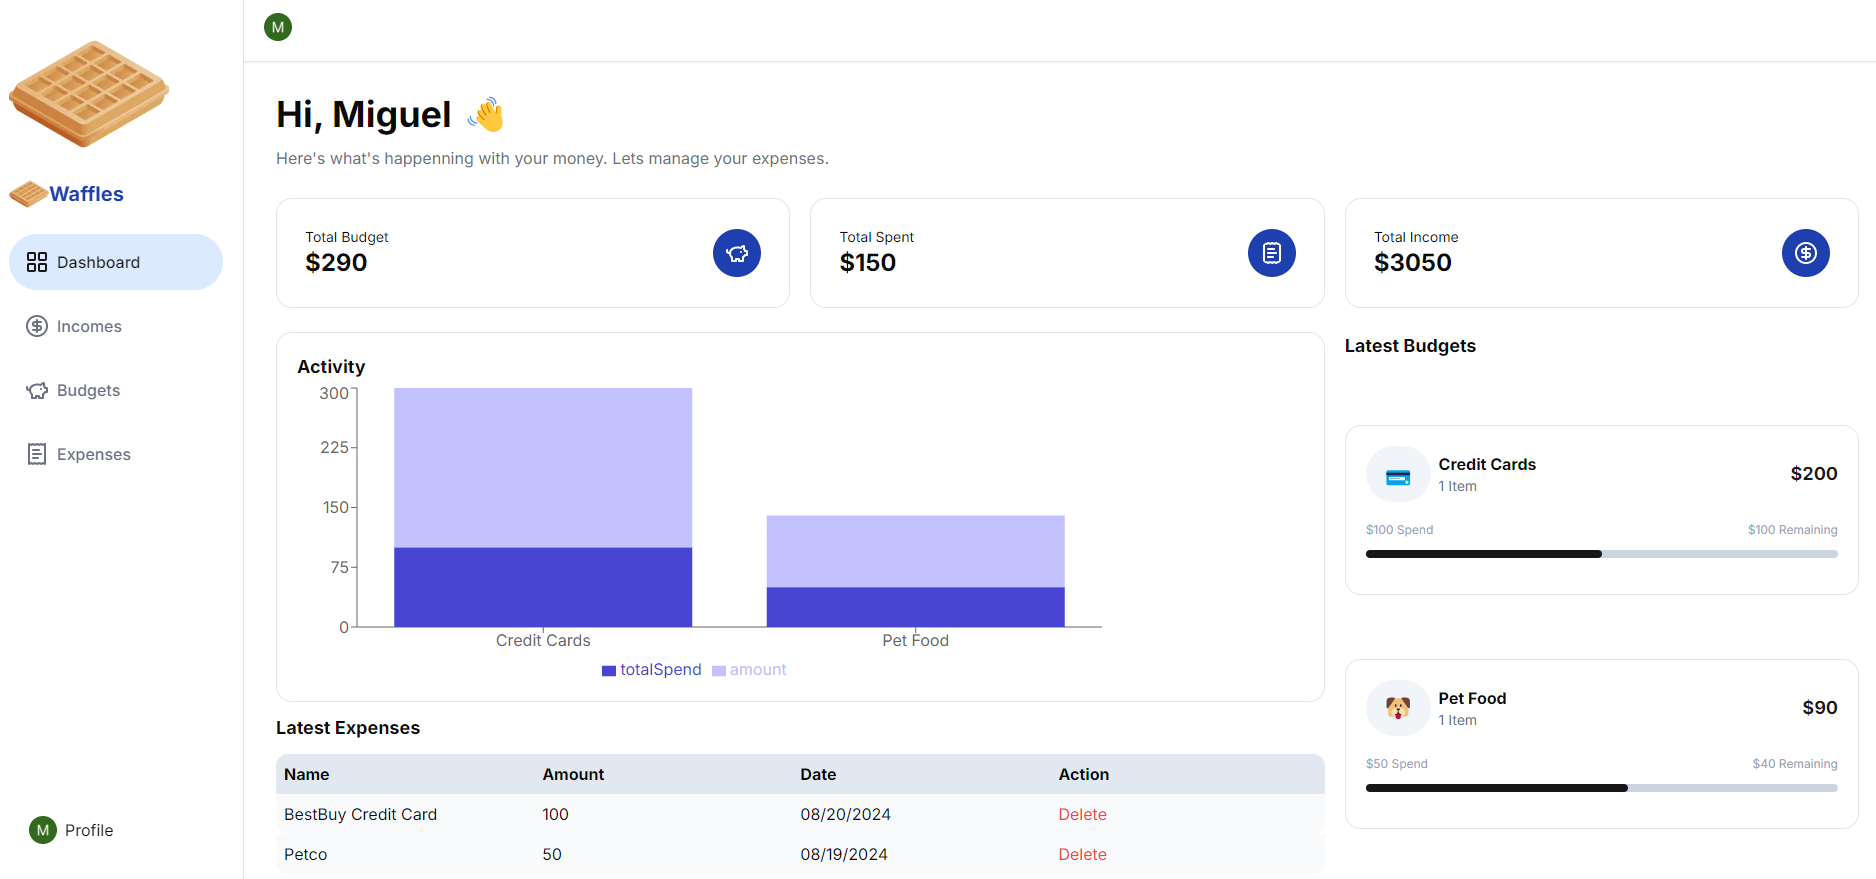 M
Waffles
Dashboard
Incomes
Budgets
Expenses
M Profile
Hi, Miguel 👋
Here's what's happenning with your money. Lets manage your expenses.
Total Budget
$290
Total Spent
$150
Total Income
$3050
Activity
300
225
150
75
0
Credit Cards Pet Food
totalSpend amount
Latest Expenses
Name Amount Date Action
BestBuy Credit Card 100 08/20/2024 Delete
Petco 50 08/19/2024 Delete
Latest Budgets
Credit Cards
1 Item
$200
$100 Spend $100 Remaining
Pet Food
1 Item
$90
$50 Spend $40 Remaining